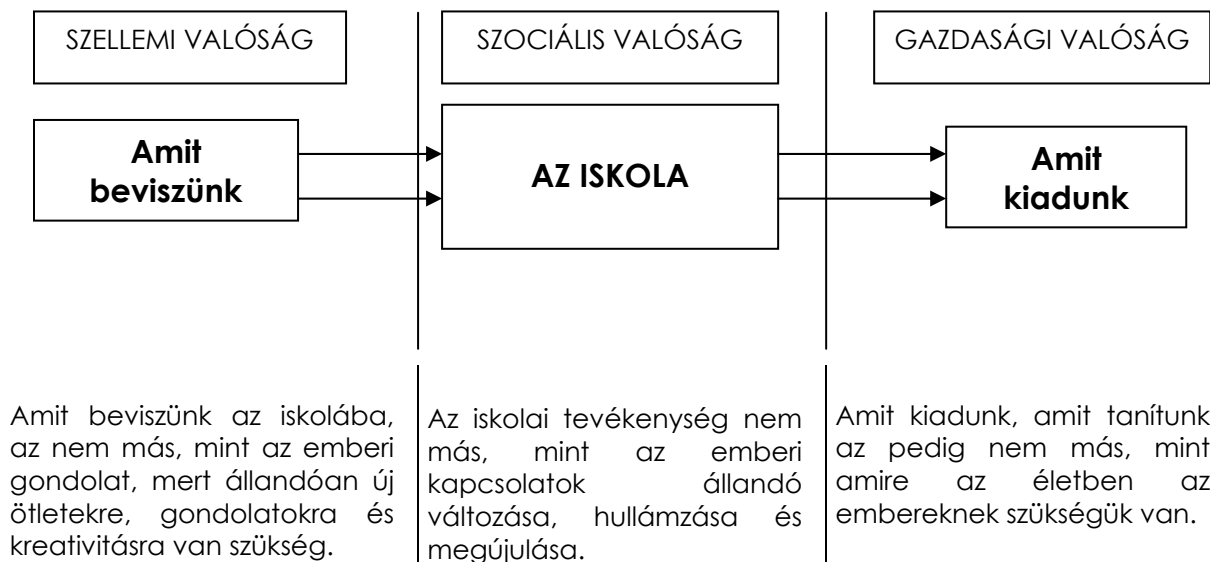 SZELLEMI VALÓSÁG
SZOCIÁLIS VALÓSÁG
GAZDASÁGI VALÓSÁG
Amit
beviszünk
AZ ISKOLA
Amit
kiadunk
Amit beviszünk az iskolába,
az nem más, mint az emberi
gondolat, mert állandóan új
ötletekre, gondolatokra és
kreativitásra van szükség.
Az iskolai tevékenység nem
más, mint az emberi
kapcsolatok állandó
változása, hullámzása és
megújulása.
Amit kiadunk, amit tanítunk
az pedig nem más, mint
amire az életben az
embereknek szükségük van.